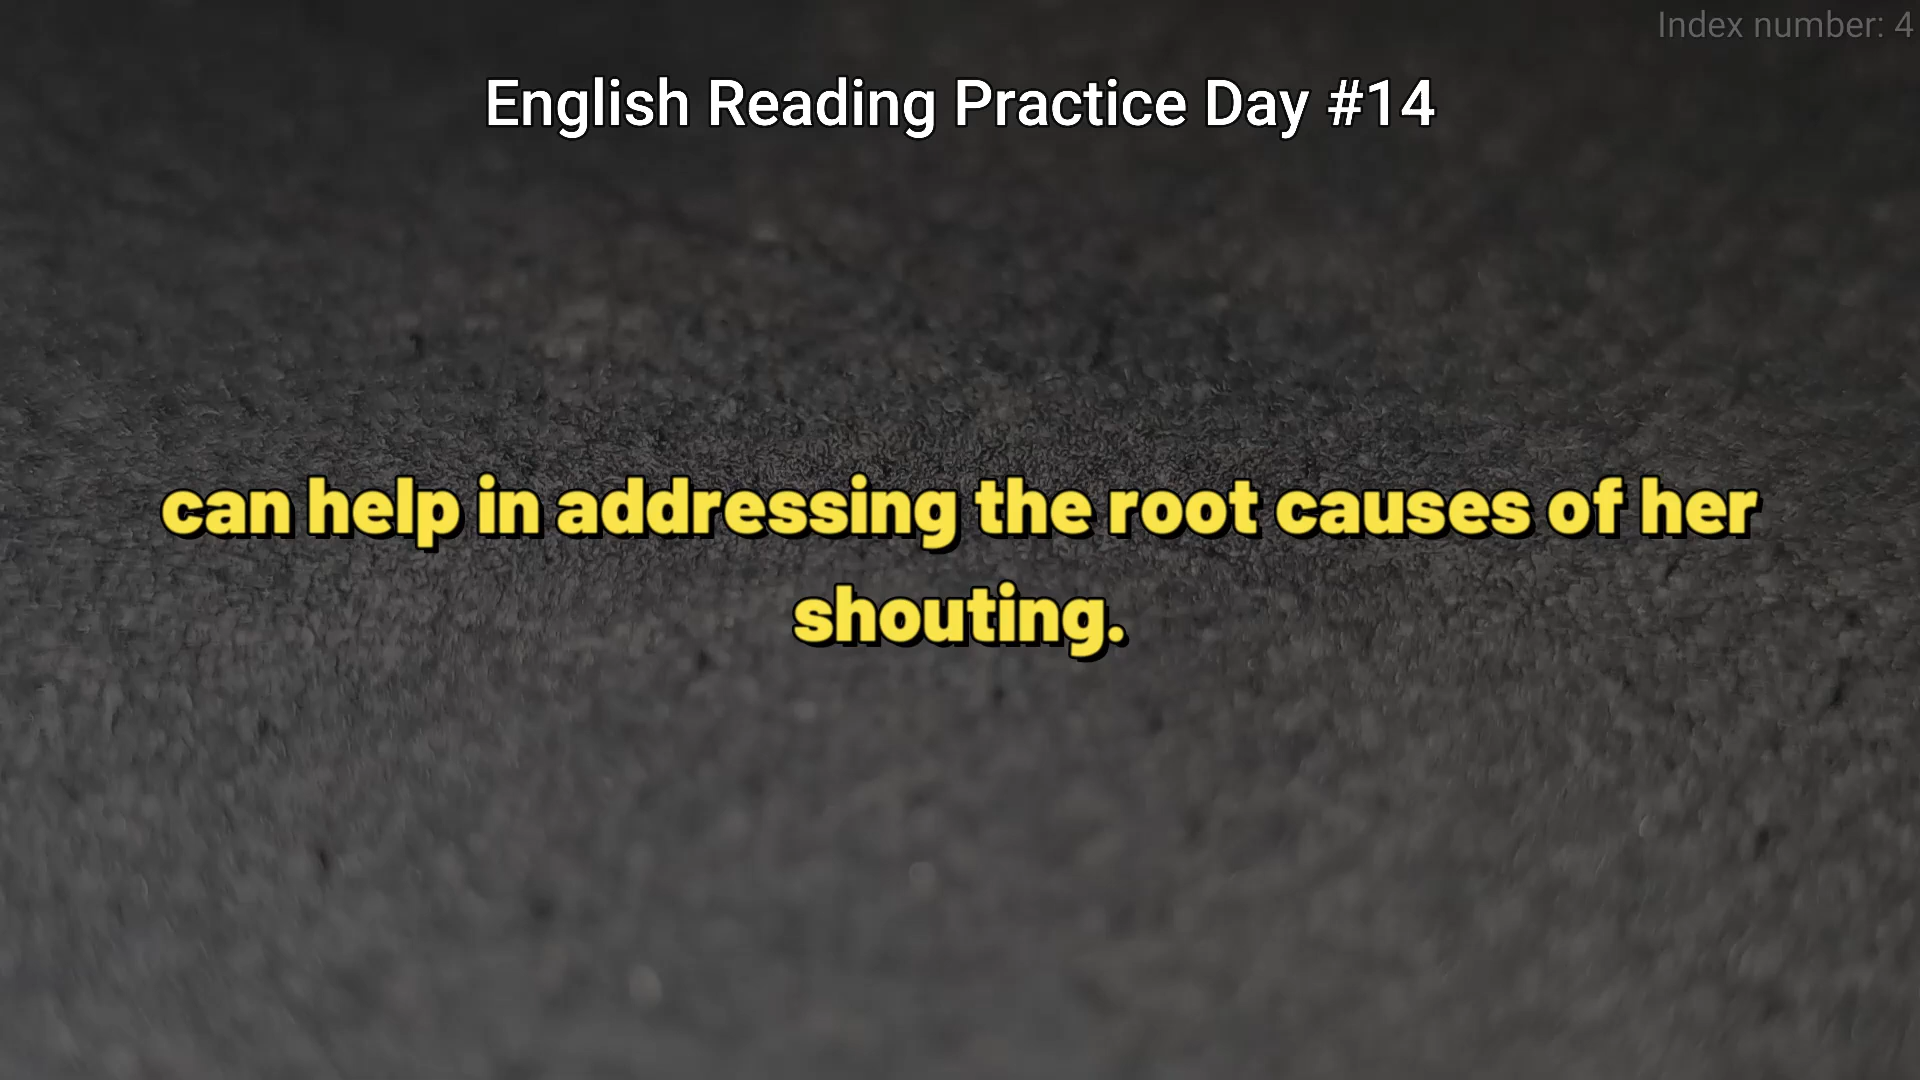 Index number: 4
English Reading Practice Day #14
can help in addressing the root causes of her
shouting.